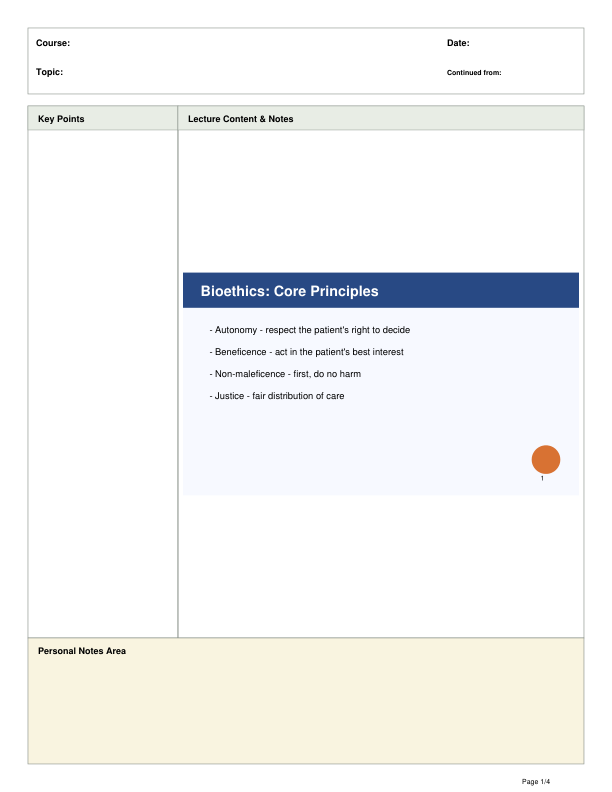 Course:
Date:
Topic:
Continued from:
Key Points
Lecture Content & Notes
Bioethics: Core Principles
- Autonomy - respect the patient's right to decide
- Beneficence - act in the patient's best interest
- Non-maleficence - first, do no harm
- Justice - fair distribution of care
1
Personal Notes Area
Page 1/4